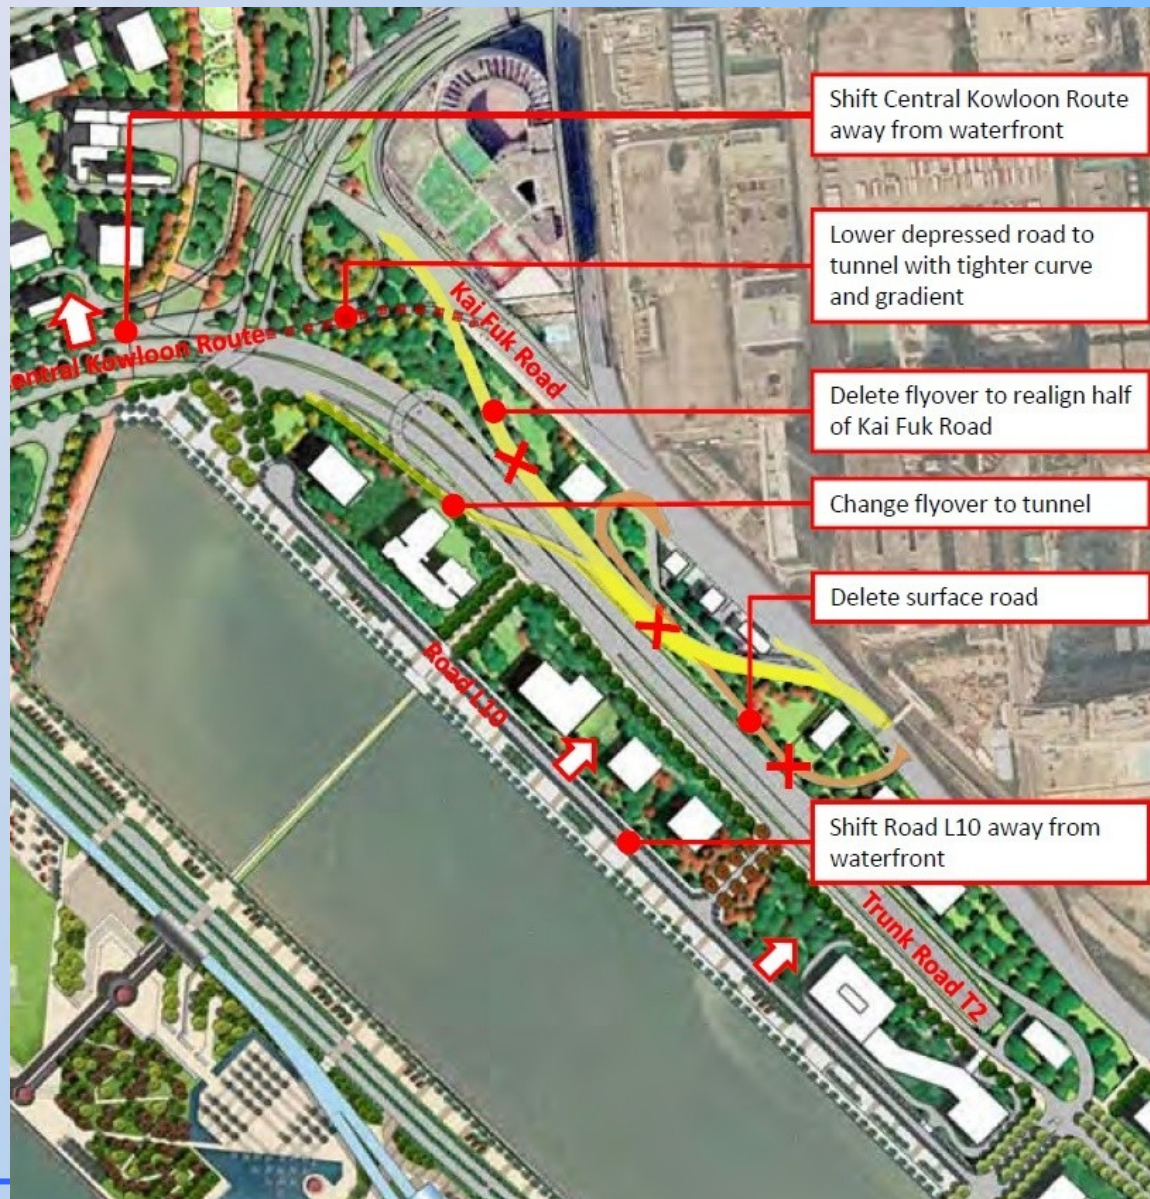 Shift Central Kowloon Route
away from waterfront
Lower depressed road to
tunnel with tighter curve
and gradient
Kai Fuk Road
Central Kowloon Route
Delete flyover to realign half
of Kai Fuk Road
Change flyover to tunnel
Delete surface road
Road L10
Shift Road L10 away from
waterfront
Trunk Road T2